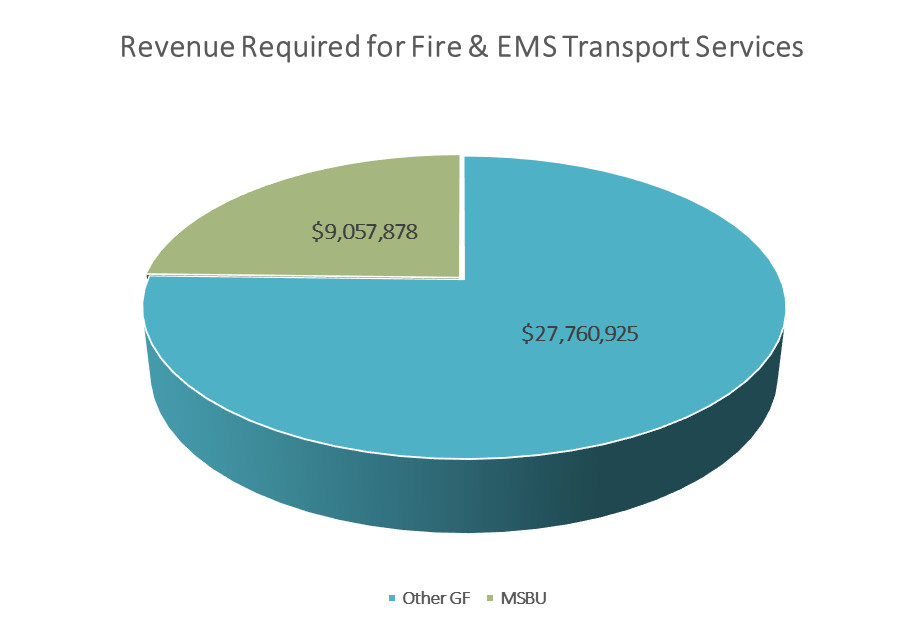 Revenue Required for Fire & EMS Transport Services
$9,057,878
$27,760,925
Other GF MSBU